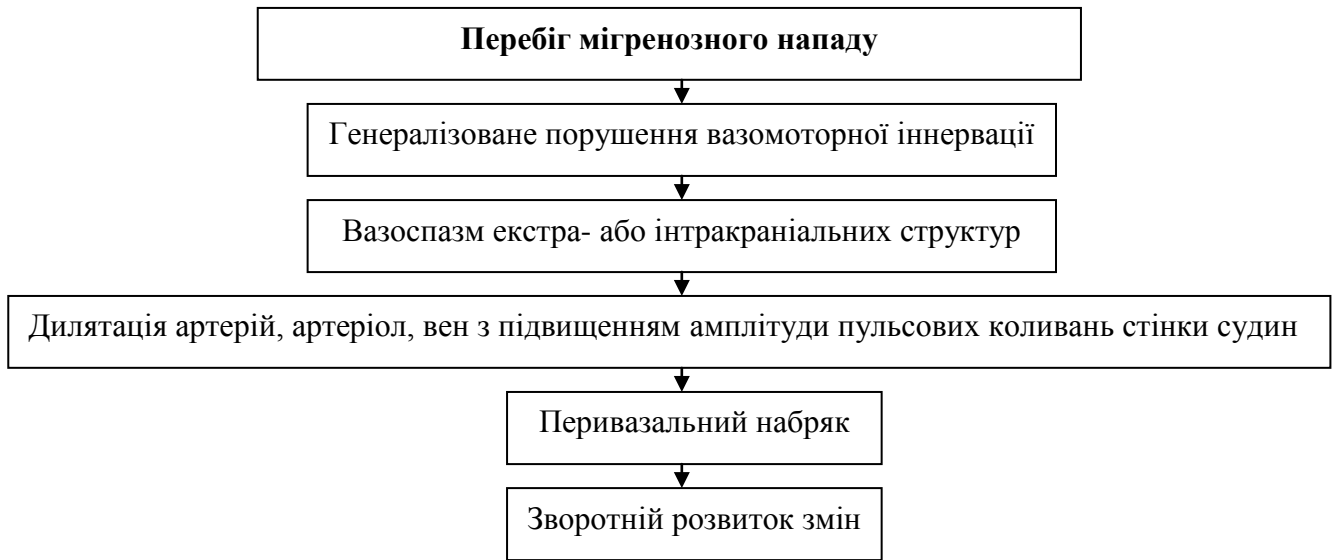 Перебіг мігренозного нападу
Генералізоване порушення вазомоторної іннервації
Вазоспазм екстра- або інтракраніальних структур
Дилятація артерій, артеріол, вен з підвищенням амплітуди пульсових коливань стінки судин
Перивазальний набряк
Зворотній розвиток змін